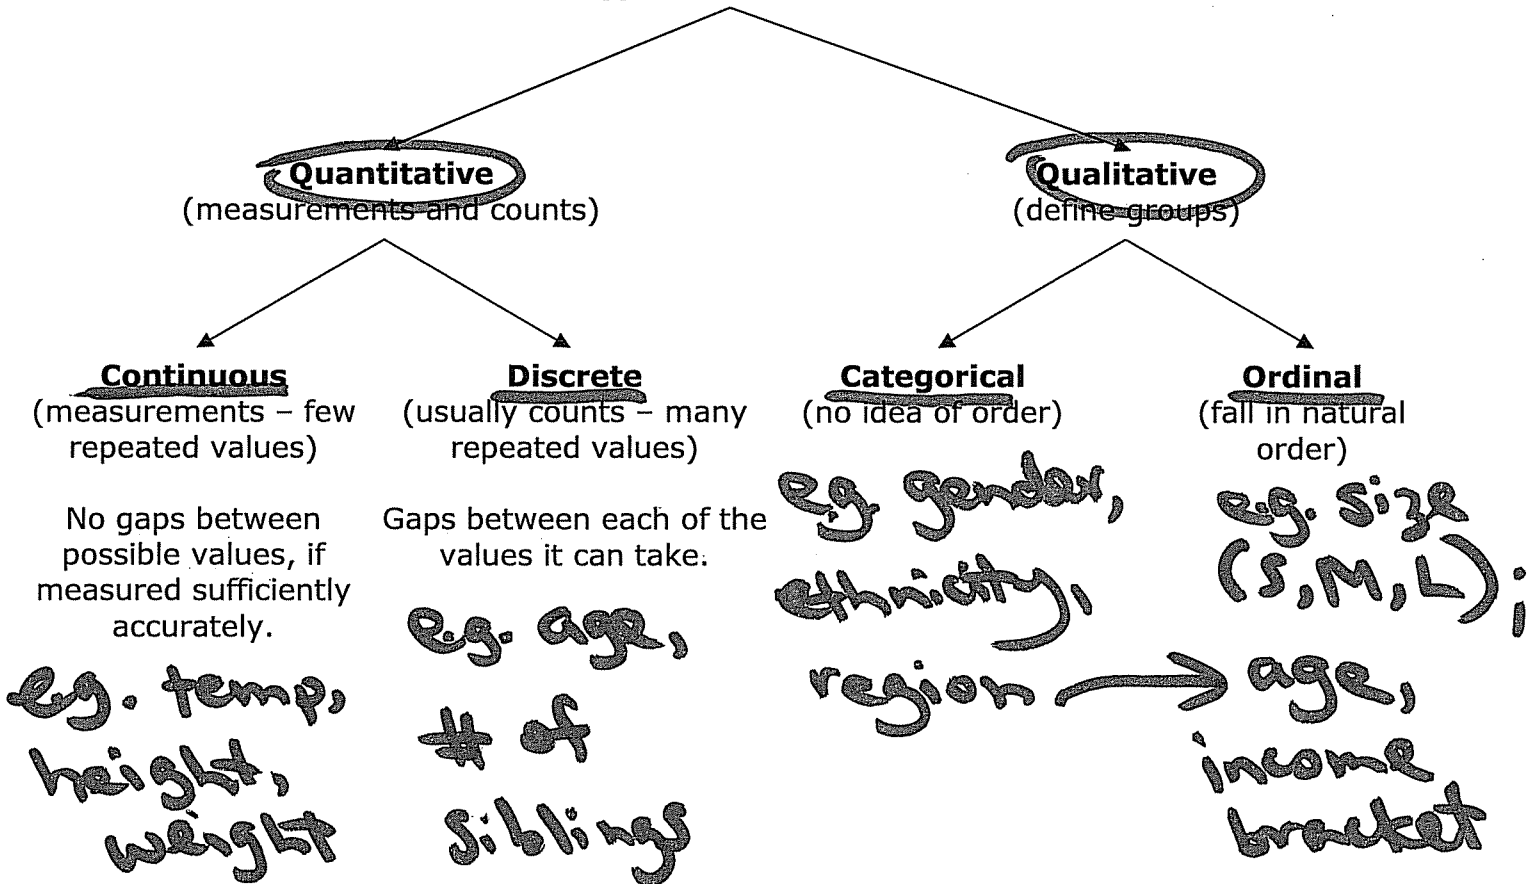 Quantitative
(measurements and counts)
Qualitative
(define groups)
Continuous
(measurements – few
repeated values)
No gaps between
possible values, if
measured sufficiently
accurately.
e.g. temp,
height,
weight
Discrete
(usually counts – many
repeated values)
Gaps between each of the
values it can take.
e.g. age,
# of
siblings
Categorical
(no idea of order)
e.g. gender,
ethnicity,
region
Ordinal
(fall in natural
order)
e.g. size
(S, M, L);
age,
income
bracket